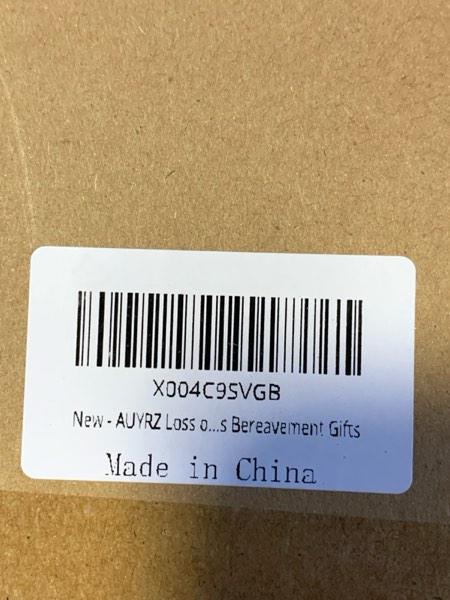 X004C9SVGB
New - AUYRZ Loss o...s Bereavement Gifts
Made in China